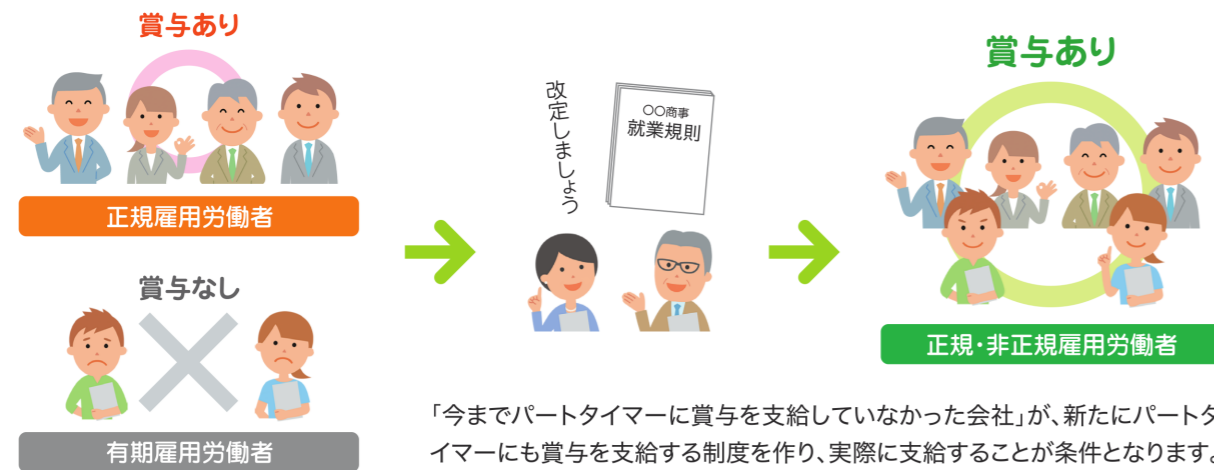 賞与あり
正規雇用労働者
賞与なし
有期雇用労働者
改定しましょう
○○商事
就業規則
賞与あり
正規・非正規雇用労働者
「今までパートタイマーに賞与を支給していなかった会社」が、新たにパートタ
イマーにも賞与を支給する制度を作り、実際に支給することが条件となります。